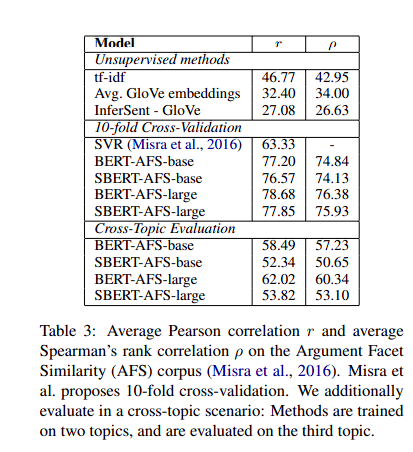 Model r ρ
Unsupervised methods
tf-idf 46.77 42.95
Avg. GloVe embeddings 32.40 34.00
InferSent - GloVe 27.08 26.63
10-fold Cross-Validation
SVR (Misra et al., 2016) 63.33 -
BERT-AFS-base 77.20 74.84
SBERT-AFS-base 76.57 74.13
BERT-AFS-large 78.68 76.38
SBERT-AFS-large 77.85 75.93
Cross-Topic Evaluation
BERT-AFS-base 58.49 57.23
SBERT-AFS-base 52.34 50.65
BERT-AFS-large 62.02 60.34
SBERT-AFS-large 53.82 53.10
Table 3: Average Pearson correlation r and average
Spearman's rank correlation ρ on the Argument Facet
Similarity (AFS) corpus (Misra et al., 2016). Misra et
al. proposes 10-fold cross-validation. We additionally
evaluate in a cross-topic scenario: Methods are trained
on two topics, and are evaluated on the third topic.